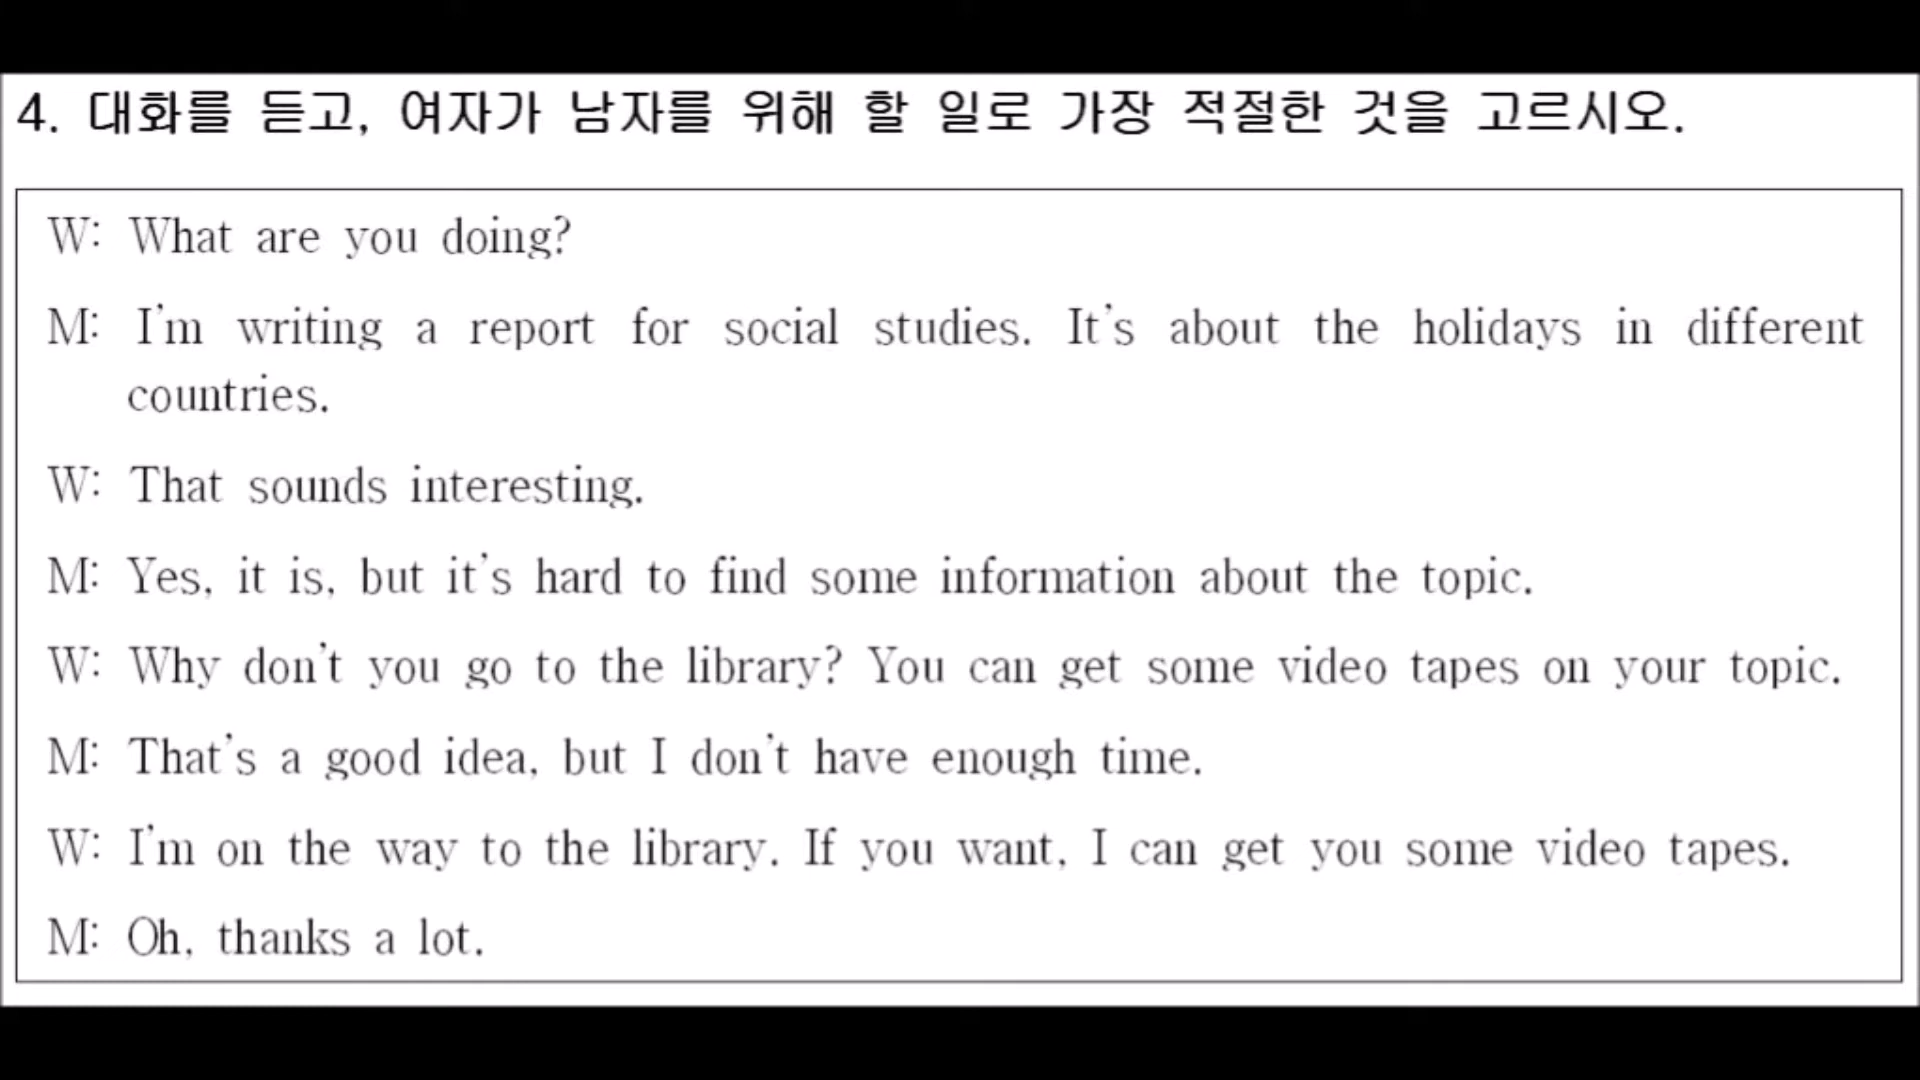 4. 대화를 듣고, 여자가 남자를 위해 할 일로 가장 적절한 것을 고르시오.
W: What are you doing?
M: I'm writing a report for social studies. It's about the holidays in different
countries.
W: That sounds interesting.
M: Yes, it is, but it's hard to find some information about the topic.
W: Why don't you go to the library? You can get some video tapes on your topic.
M: That's a good idea, but I don't have enough time.
W: I'm on the way to the library. If you want, I can get you some video tapes.
M: Oh, thanks a lot.